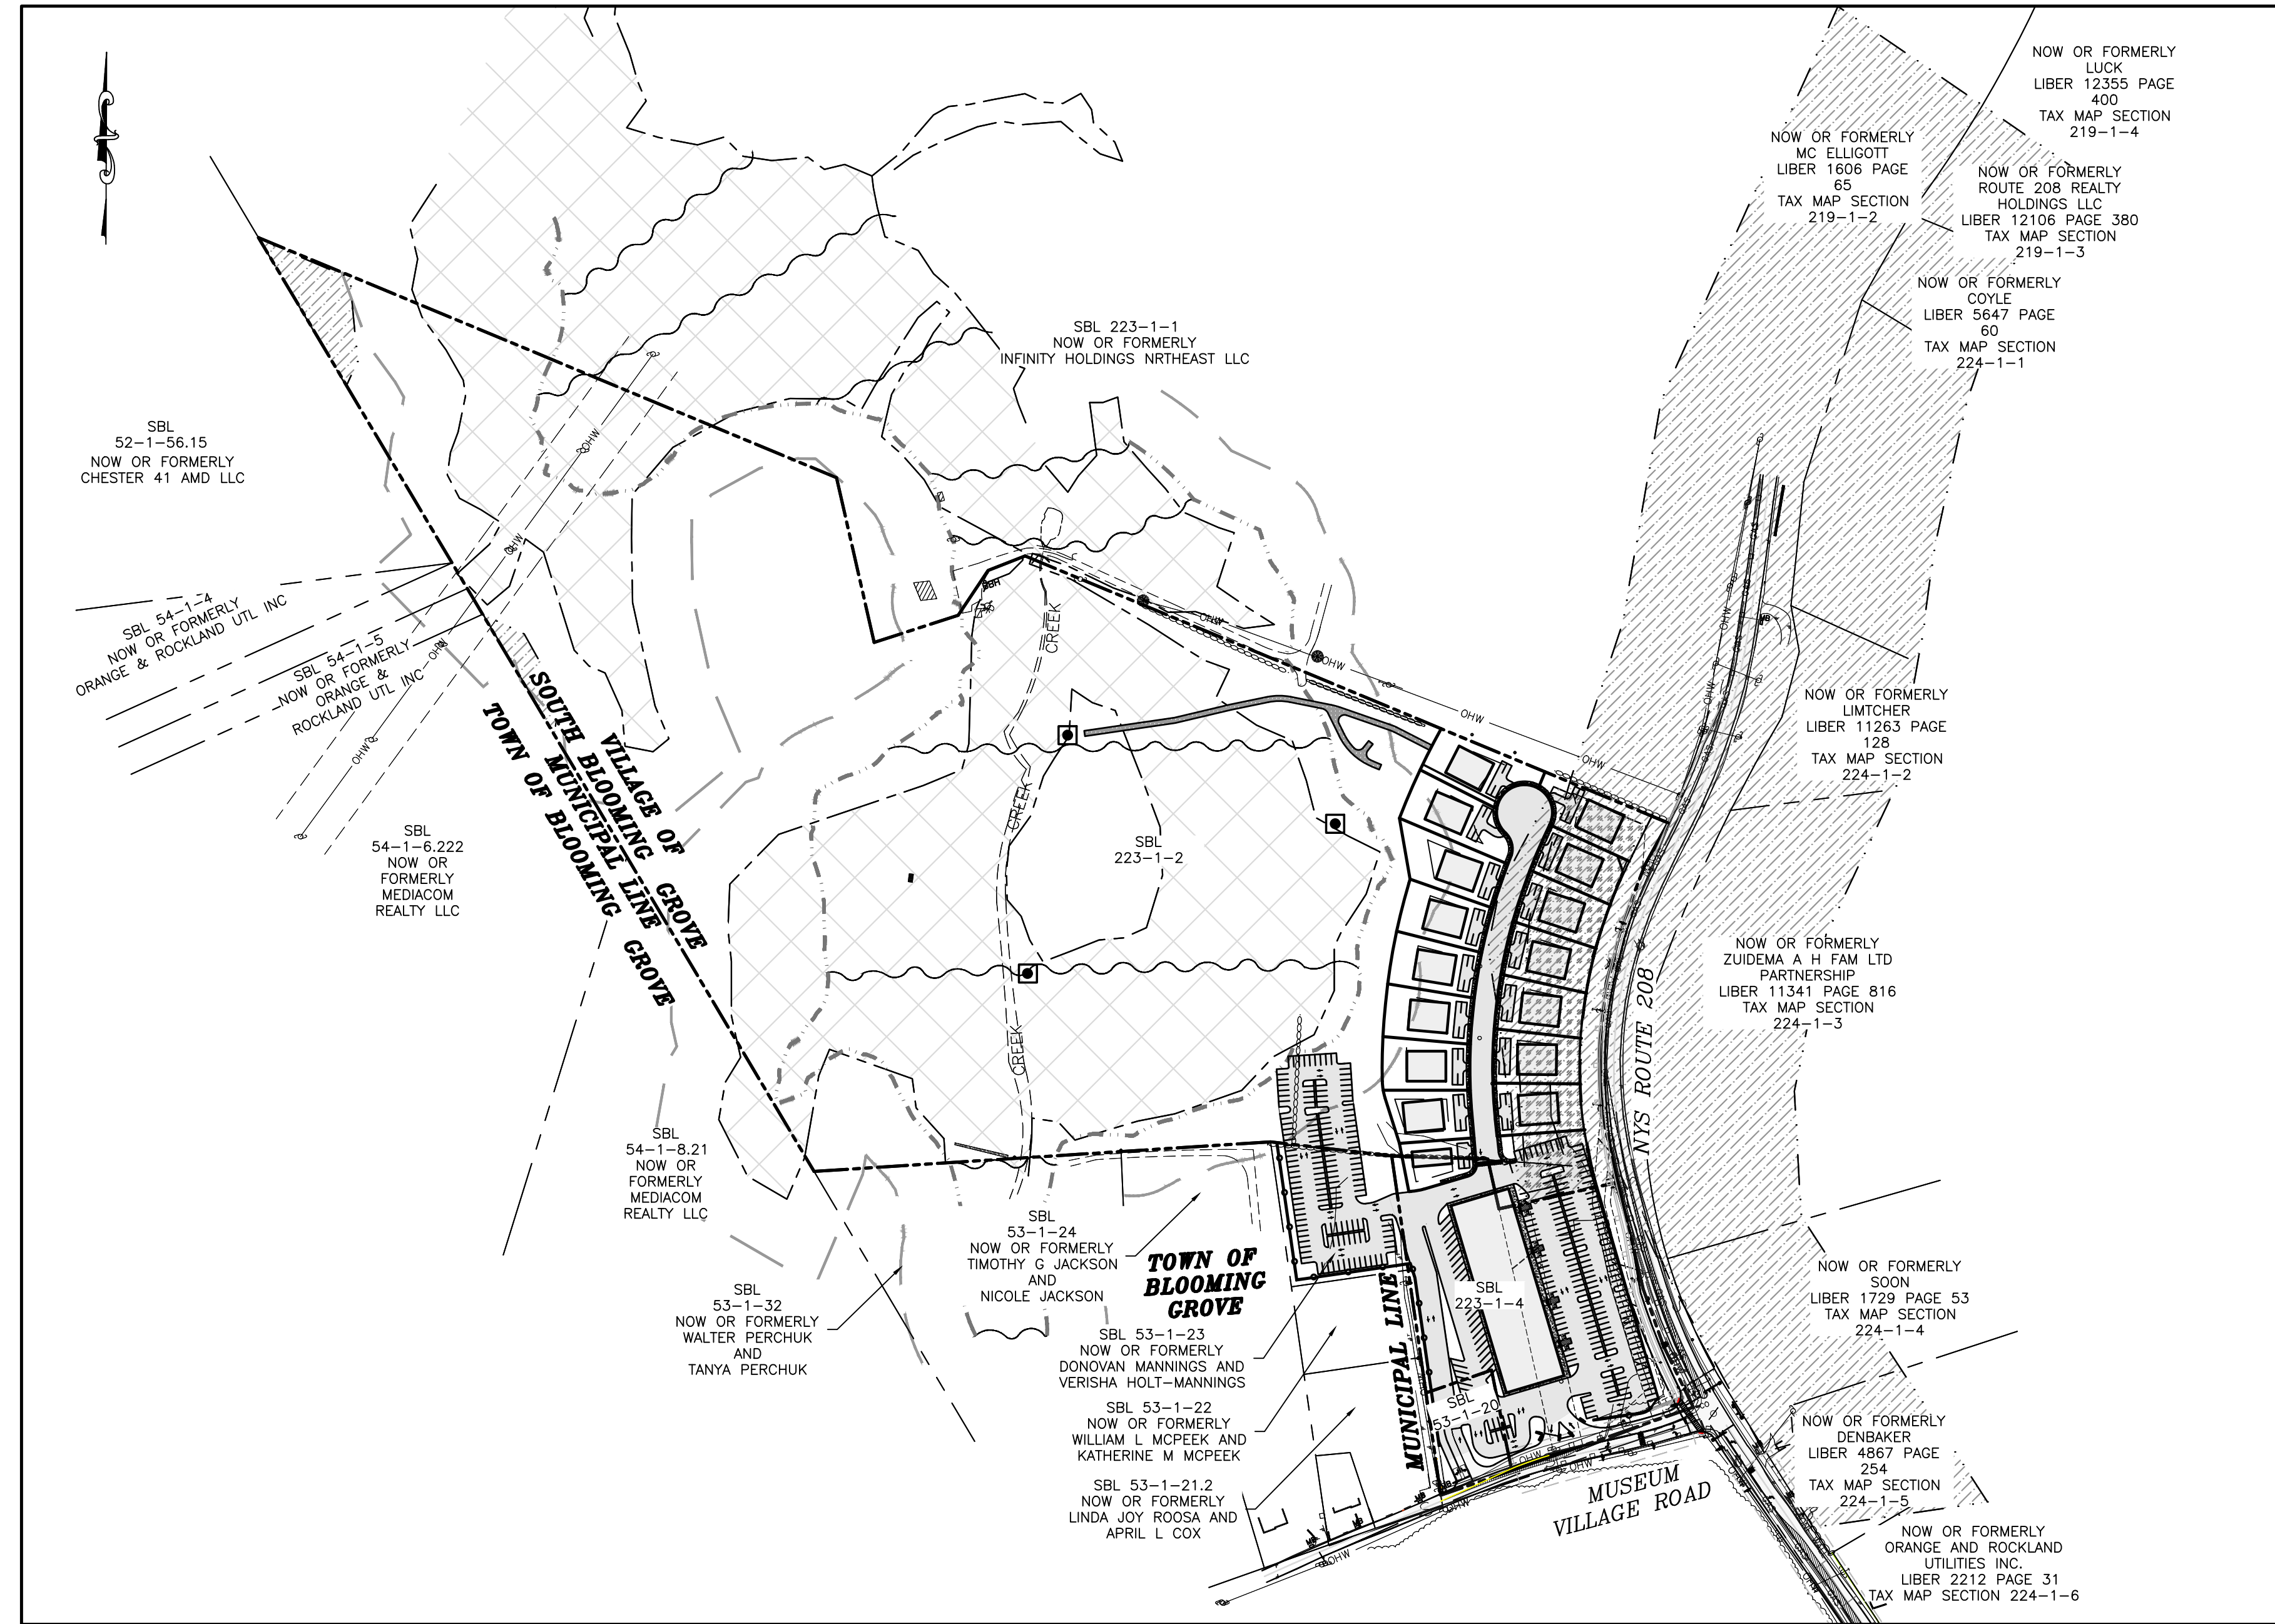 NOW OR FORMERLY
LUCK
LIBER 12355 PAGE
400
TAX MAP SECTION
219-1-4
NOW OR FORMERLY
MC ELLIGOTT
LIBER 1606 PAGE
65
TAX MAP SECTION
219-1-2
NOW OR FORMERLY
ROUTE 208 REALTY
HOLDINGS LLC
LIBER 12106 PAGE 380
TAX MAP SECTION
219-1-3
NOW OR FORMERLY
COYLE
LIBER 5647 PAGE
60
TAX MAP SECTION
224-1-1
SBL 223-1-1
NOW OR FORMERLY
INFINITY HOLDINGS NRTHEAST LLC
SBL
52-1-56.15
NOW OR FORMERLY
CHESTER 41 AMD LLC
OHW
OHW
SBL 54-1-4
NOW OR FORMERLY
ORANGE & ROCKLAND UTL INC
SBL 54-1-5
NOW OR FORMERLY
ORANGE &
ROCKLAND UTL INC
OHW
OHW
CREEK
OHW
OHW
OHW
OHW
OHW
OHW
GAS
GAS
VILLAGE OF
SOUTH BLOOMING GROVE
MUNICIPAL LINE
TOWN OF BLOOMING GROVE
NOW OR FORMERLY
LIMTCHER
LIBER 11263 PAGE
128
TAX MAP SECTION
224-1-2
CREEK
SBL
223-1-2
SBL
54-1-6.222
NOW OR
FORMERLY
MEDIACOM
REALTY LLC
NOW OR FORMERLY
ZUIDEMA A H FAM LTD
PARTNERSHIP
LIBER 11341 PAGE 816
TAX MAP SECTION
224-1-3
NYS ROUTE 208
CREEK
SBL
54-1-8.21
NOW OR
FORMERLY
MEDIACOM
REALTY LLC
SBL
53-1-24
NOW OR FORMERLY
TIMOTHY G JACKSON
AND
NICOLE JACKSON
TOWN OF
BLOOMING
GROVE
MUNICIPAL LINE
SBL
223-1-4
NOW OR FORMERLY
SOON
LIBER 1729 PAGE 53
TAX MAP SECTION
224-1-4
SBL
53-1-32
NOW OR FORMERLY
WALTER PERCHUK
AND
TANYA PERCHUK
SBL 53-1-23
NOW OR FORMERLY
DONOVAN MANNINGS AND
VERISHA HOLT-MANNINGS
SBL 53-1-22
NOW OR FORMERLY
WILLIAM L MCPEEK AND
KATHERINE M MCPEEK
SBL
53-1-20
NOW OR FORMERLY
DENBAKER
LIBER 4867 PAGE
254
TAX MAP SECTION
224-1-5
SBL 53-1-21.2
NOW OR FORMERLY
LINDA JOY ROOSA AND
APRIL L COX
OHW
OHW
OHW
OHW
MUSEUM
VILLAGE ROAD
NOW OR FORMERLY
ORANGE AND ROCKLAND
UTILITIES INC.
LIBER 2212 PAGE 31
TAX MAP SECTION 224-1-6